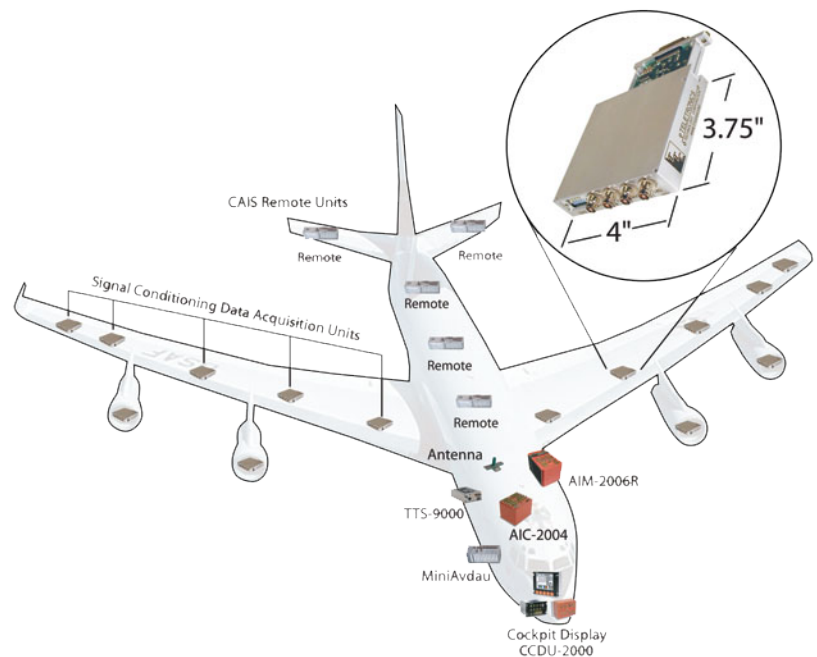 3.75"
4"
CAIS Remote Units
Remote
Remote
Signal Conditioning Data Acquisition Units
Remote
Remote
Remote
USAF
Antenna
AIM-2006R
TTS-9000
AIC-2004
MiniAvdau
Cockpit Display
CCDU-2000